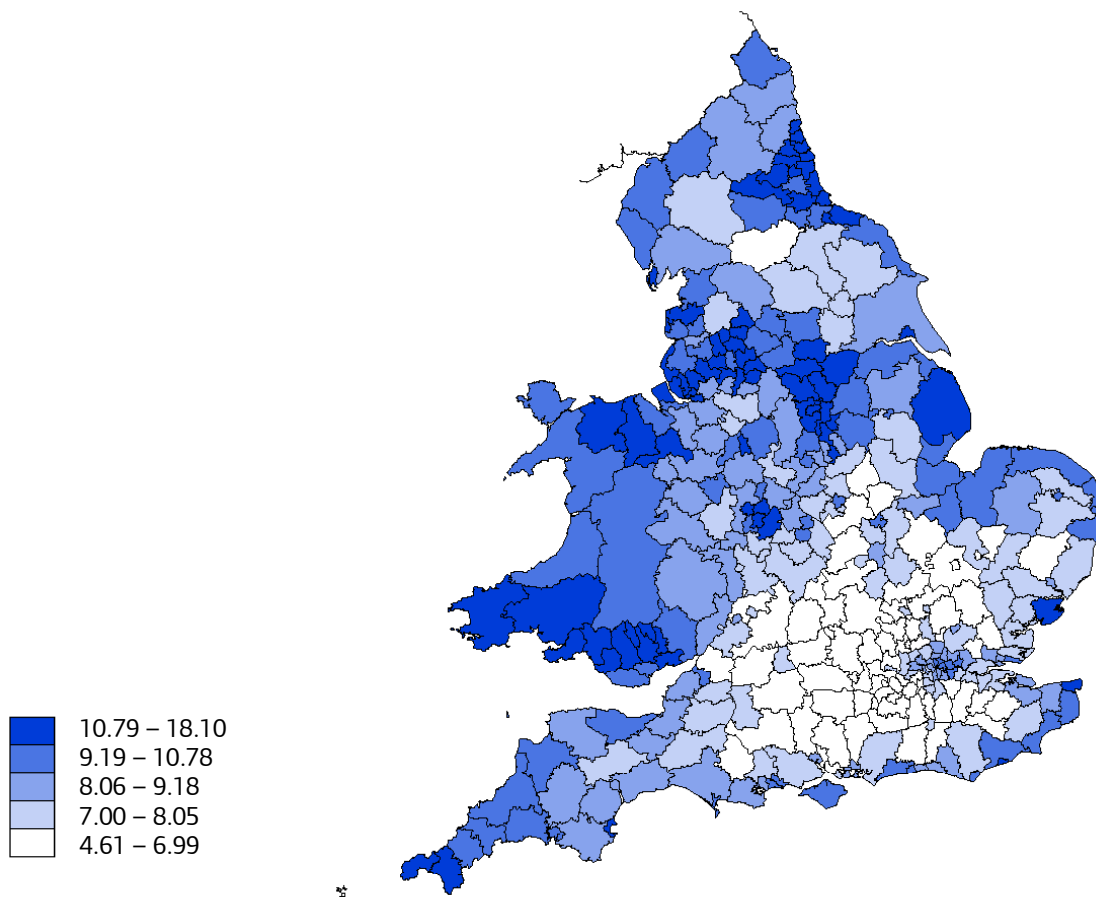 10.79 – 18.10
9.19 – 10.78
8.06 – 9.18
7.00 – 8.05
4.61 – 6.99